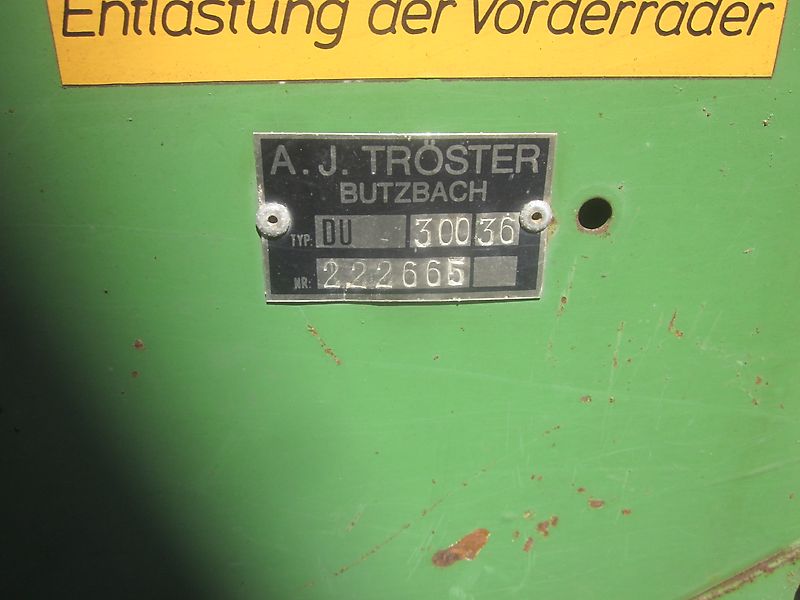 Entlastung der Vorderräder
A. J. TRÖSTER
BUTZBACH
TYP: DU 300 36
NR: 222665